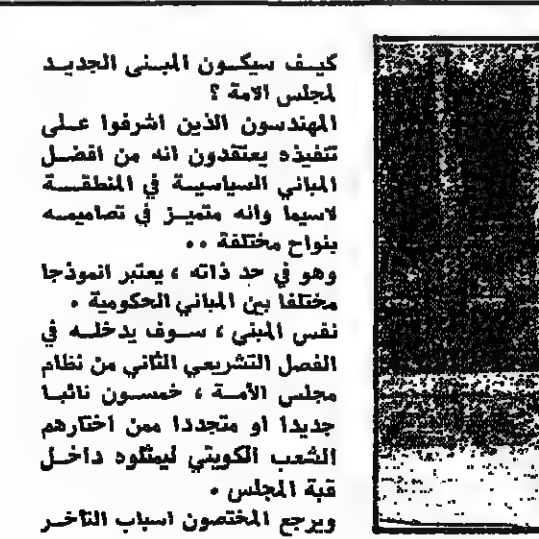 كيف سيكون المبنى الجديد
لمجلس الامة ؟
المهندسون الذين اشرفوا على
تنفيذه يعتقدون انه من افضل
المباني السياسية في المنطقة
لاسيما وانه متميز في تصاميمه
بنواح مختلفة ..
وهو في حد ذاته ، يعتبر انموذجا
مختلفا بين المباني الحكومية .
نفس المبنى ، سوف يدخله في
الفصل التشريعي الثاني من نظام
مجلس الأمة ، خمسون نائبا
جديدا او متجددا ممن اختارهم
الشعب الكويتي ليمثلوه داخل
قبة المجلس .
ويرجع المختصون اسباب التأخر